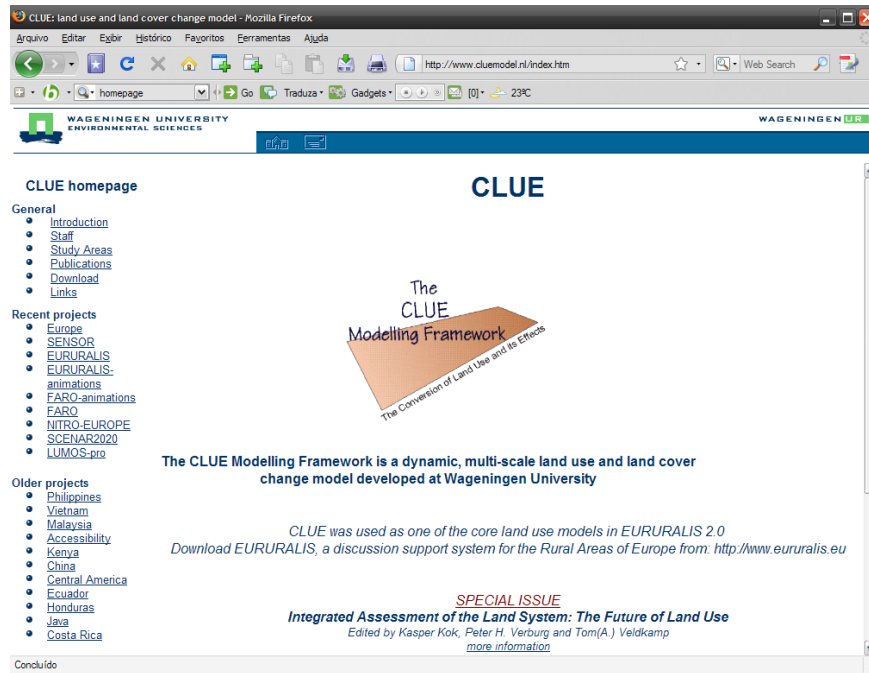 CLUE: land use and land cover change model - Mozilla Firefox
Arquivo Editar Exibir Histórico Favoritos Ferramentas Ajuda
http://www.cluemodel.nl/index.htm
Web Search
homepage Go Traduza Gadgets [0] 23ºC
WAGENINGEN UNIVERSITY
ENVIRONMENTAL SCIENCES
WAGENINGEN UR
CLUE homepage
General
Introduction
Staff
Study Areas
Publications
Download
Links
Recent projects
Europe
SENSOR
EURURALIS
EURURALIS-
animations
FARO-animations
FARO
NITRO-EUROPE
SCENAR2020
LUMOS-pro
Older projects
Philippines
Vietnam
Malaysia
Accessibility
Kenya
China
Central America
Ecuador
Honduras
Java
Costa Rica
CLUE
The
CLUE
Modelling Framework
The Conversion of Land Use and its Effects
The CLUE Modelling Framework is a dynamic, multi-scale land use and land cover
change model developed at Wageningen University
CLUE was used as one of the core land use models in EURURALIS 2.0
Download EURURALIS, a discussion support system for the Rural Areas of Europe from: http://www.eururalis.eu
SPECIAL ISSUE
Integrated Assessment of the Land System: The Future of Land Use
Edited by Kasper Kok, Peter H. Verburg and Tom(A.) Veldkamp
more information
Concluído